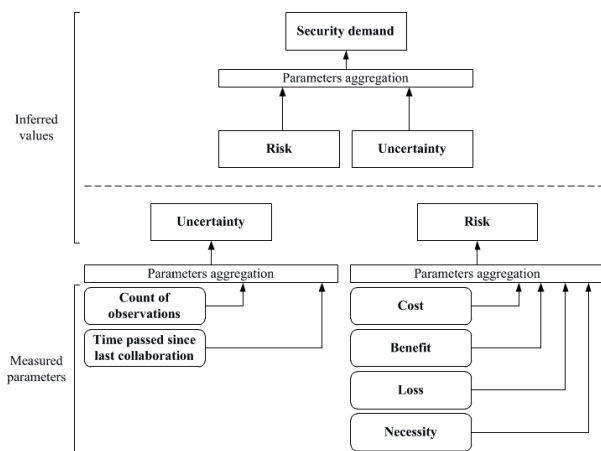 Security demand
Parameters aggregation
Inferred
values
Risk
Uncertainty
Uncertainty
Risk
Parameters aggregation
Parameters aggregation
Count of
observations
Cost
Time passed since
last collaboration
Benefit
Measured
parameters
Loss
Necessity